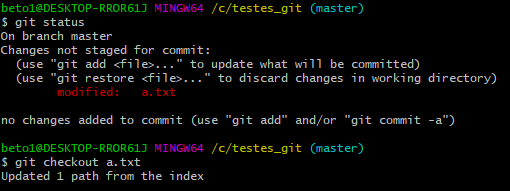 beto1@DESKTOP-RROR61J MINGW64 /c/testes_git (master)
$ git status
On branch master
Changes not staged for commit:
  (use "git add <file>..." to update what will be committed)
  (use "git restore <file>..." to discard changes in working directory)
        modified:   a.txt

no changes added to commit (use "git add" and/or "git commit -a")

beto1@DESKTOP-RROR61J MINGW64 /c/testes_git (master)
$ git checkout a.txt
Updated 1 path from the index